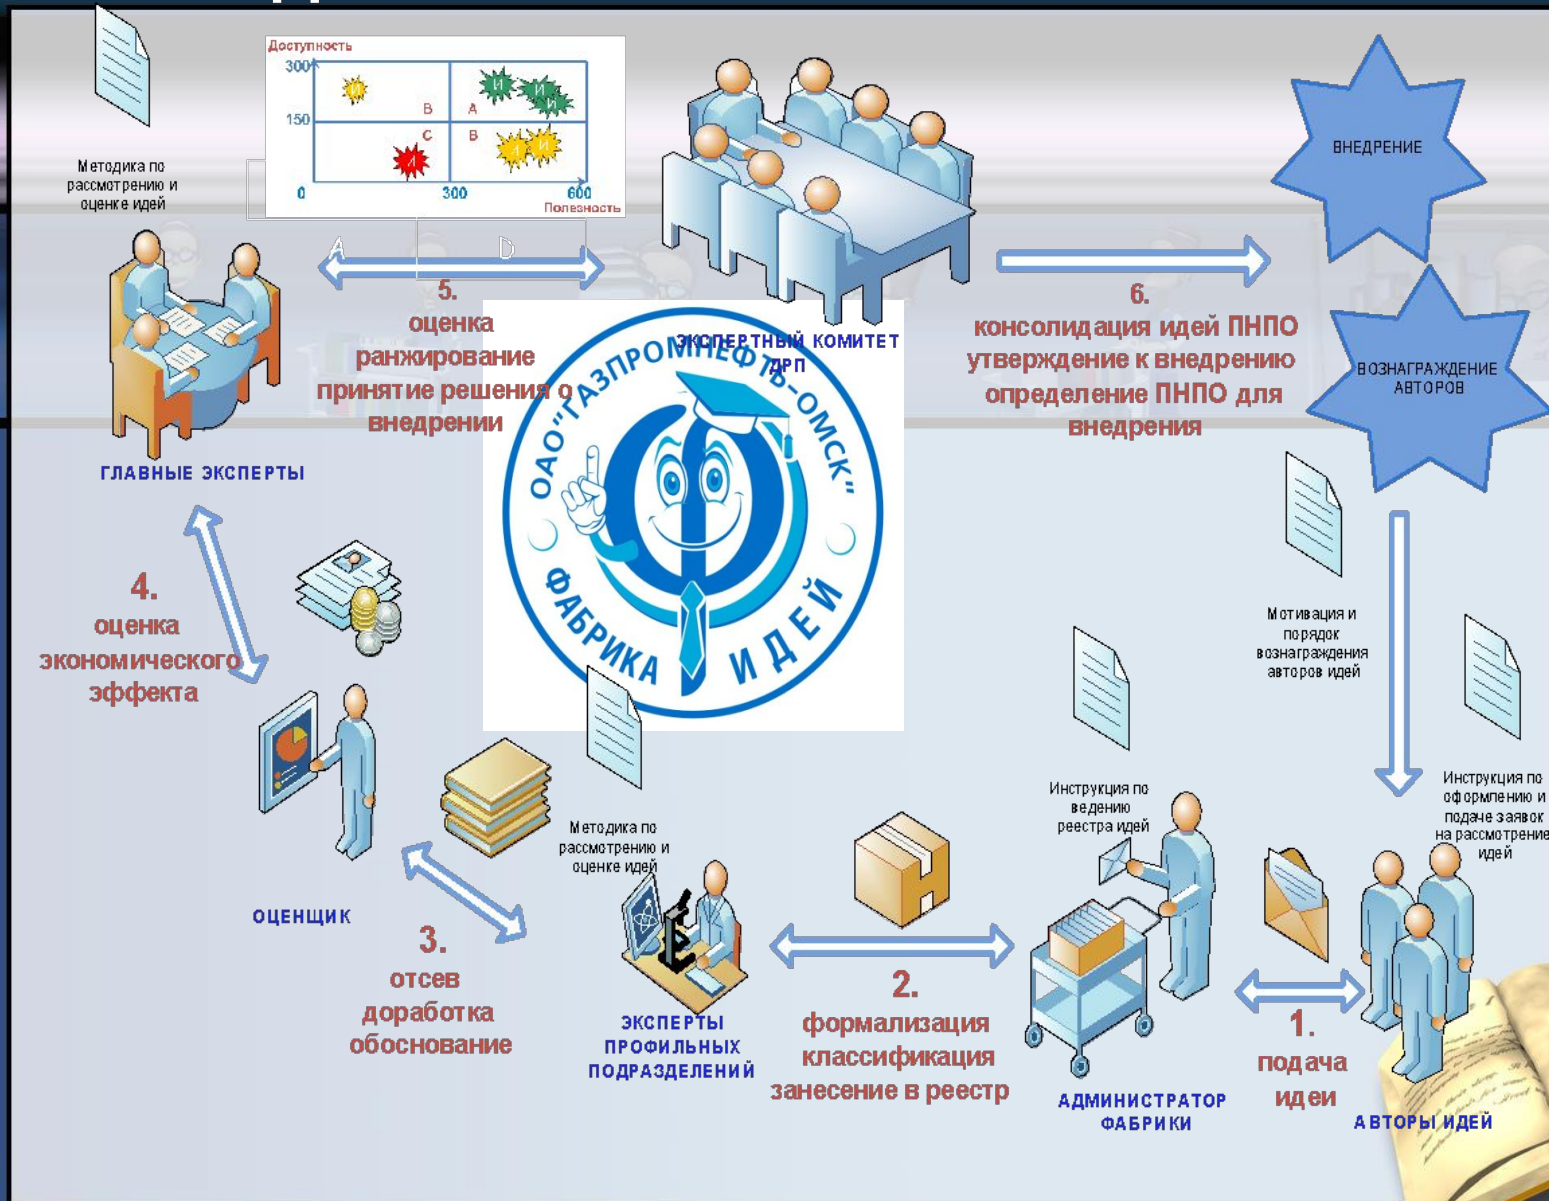 Доступность
300
И
И
И
И
В
А
150
С
В
И
И
0
300
600
Полезность
Методика по
рассмотрению и
оценке идей
А
D
ВНЕДРЕНИЕ
5.
оценка
ранжирование
принятие решения о
внедрении
ЭКСПЕРТНЫЙ КОМИТЕТ
ДРП
6.
консолидация идей ПНПО
утверждение к внедрению
определение ПНПО для
внедрения
ВОЗНАГРАЖДЕНИЕ
АВТОРОВ
ГЛАВНЫЕ ЭКСПЕРТЫ
ОАО"ГАЗПРОМНЕФТЬ-ОМСК"
ФАБРИКА ИДЕЙ
4.
оценка
экономического
эффекта
Мотивация и
порядок
вознаграждения
авторов идей
Инструкция по
ведению
реестра идей
Инструкция по
оформлению и
подаче заявок
на рассмотрение
идей
Методика по
рассмотрению и
оценке идей
ОЦЕНЩИК
3.
отсев
доработка
обоснование
ЭКСПЕРТЫ
ПРОФИЛЬНЫХ
ПОДРАЗДЕЛЕНИЙ
2.
формализация
классификация
занесение в реестр
АДМИНИСТРАТОР
ФАБРИКИ
1.
подача
идеи
АВТОРЫ ИДЕЙ